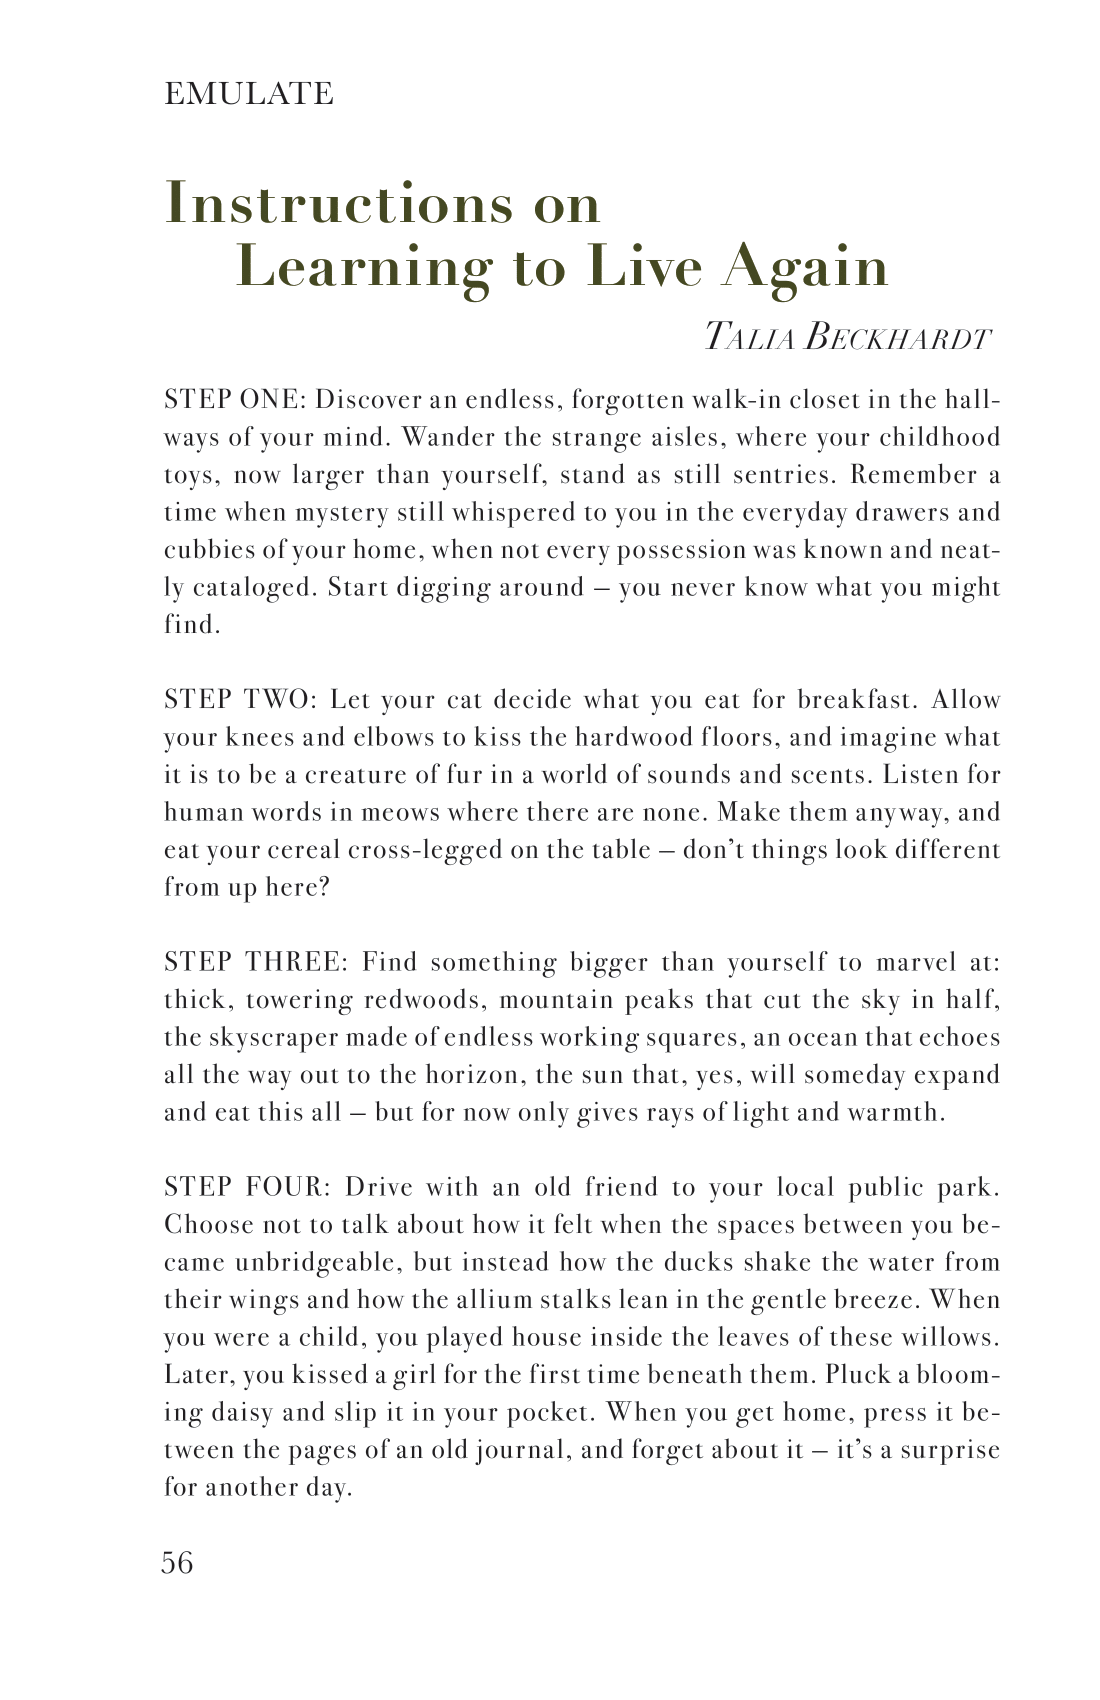 EMULATE
Instructions on
Learning to Live Again
Talia Beckhardt
STEP ONE: Discover an endless, forgotten walk-in closet in the hall-
ways of your mind. Wander the strange aisles, where your childhood
toys, now larger than yourself, stand as still sentries. Remember a
time when mystery still whispered to you in the everyday drawers and
cubbies of your home, when not every possession was known and neat-
ly cataloged. Start digging around – you never know what you might
find.
STEP TWO: Let your cat decide what you eat for breakfast. Allow
your knees and elbows to kiss the hardwood floors, and imagine what
it is to be a creature of fur in a world of sounds and scents. Listen for
human words in meows where there are none. Make them anyway, and
eat your cereal cross-legged on the table – don’t things look different
from up here?
STEP THREE: Find something bigger than yourself to marvel at:
thick, towering redwoods, mountain peaks that cut the sky in half,
the skyscraper made of endless working squares, an ocean that echoes
all the way out to the horizon, the sun that, yes, will someday expand
and eat this all – but for now only gives rays of light and warmth.
STEP FOUR: Drive with an old friend to your local public park.
Choose not to talk about how it felt when the spaces between you be-
came unbridgeable, but instead how the ducks shake the water from
their wings and how the allium stalks lean in the gentle breeze. When
you were a child, you played house inside the leaves of these willows.
Later, you kissed a girl for the first time beneath them. Pluck a bloom-
ing daisy and slip it in your pocket. When you get home, press it be-
tween the pages of an old journal, and forget about it – it’s a surprise
for another day.
56